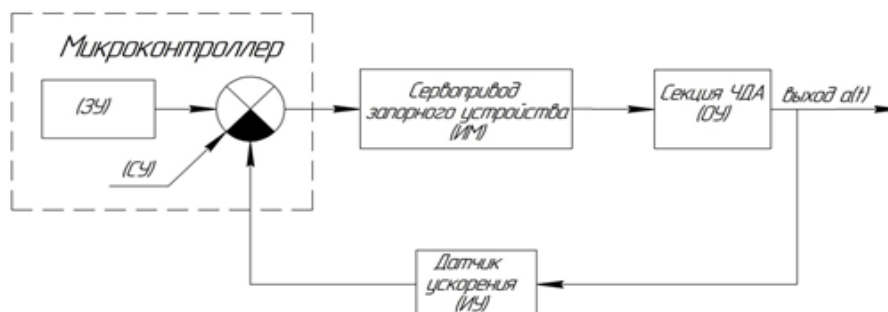 Микроконтроллер
(ЗУ)
(СУ)
Сервопривод
запорного устройства
(ИМ)
Секция ЧДА
(ОУ)
выход a(t)
Датчик
ускорения
(ИУ)